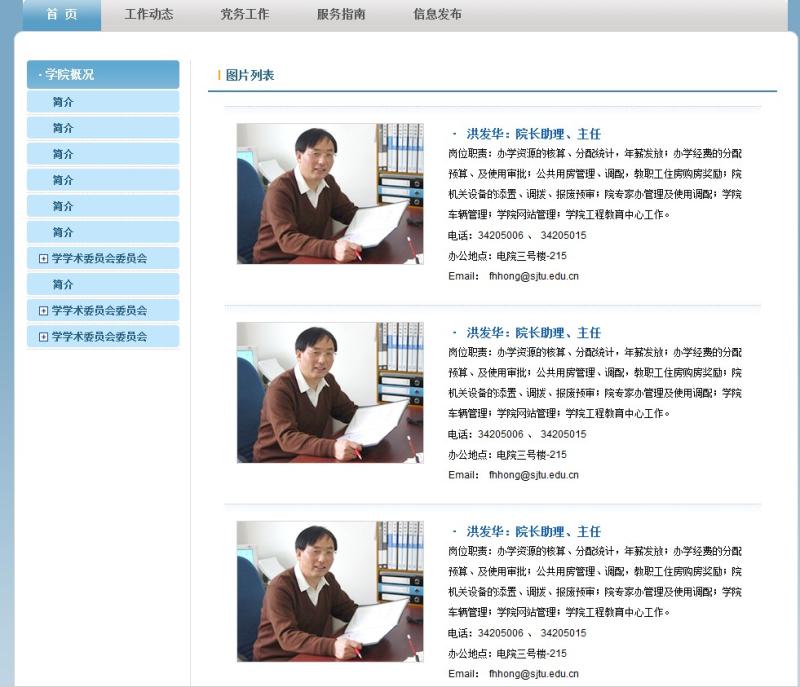 首 页 工作动态 党务工作 服务指南 信息发布
·学院概况
简介
简介
简介
简介
简介
简介
学学术委员会委员会
简介
学学术委员会委员会
学学术委员会委员会
图片列表
· 洪发华：院长助理、主任
岗位职责：办学资源的核算、分配统计，年薪发放；办学经费的分配
预算、及使用审批；公共用房管理、调配，教职工住房购房奖励；院
机关设备的添置、调拨、报废预审；院专家办管理及使用调配；学院
车辆管理；学院网站管理；学院工程教育中心工作。
电话：34205006 、 34205015
办公地点：电院三号楼-215
Email： fhhong@sjtu.edu.cn
· 洪发华：院长助理、主任
岗位职责：办学资源的核算、分配统计，年薪发放；办学经费的分配
预算、及使用审批；公共用房管理、调配，教职工住房购房奖励；院
机关设备的添置、调拨、报废预审；院专家办管理及使用调配；学院
车辆管理；学院网站管理；学院工程教育中心工作。
电话：34205006 、 34205015
办公地点：电院三号楼-215
Email： fhhong@sjtu.edu.cn
· 洪发华：院长助理、主任
岗位职责：办学资源的核算、分配统计，年薪发放；办学经费的分配
预算、及使用审批；公共用房管理、调配，教职工住房购房奖励；院
机关设备的添置、调拨、报废预审；院专家办管理及使用调配；学院
车辆管理；学院网站管理；学院工程教育中心工作。
电话：34205006 、 34205015
办公地点：电院三号楼-215
Email： fhhong@sjtu.edu.cn